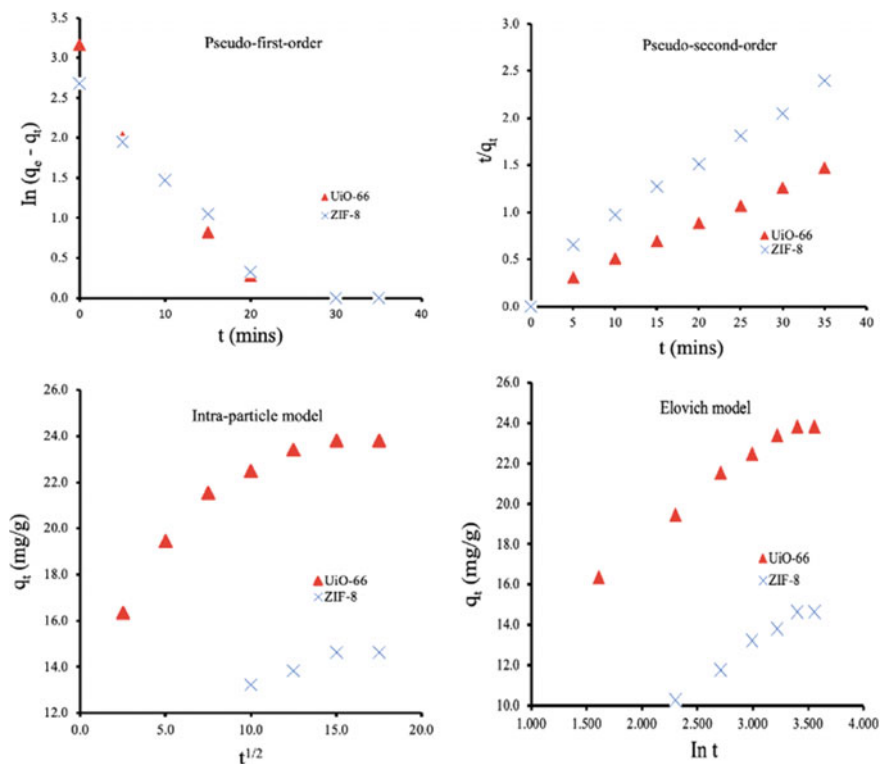 Pseudo-first-order
3.5
3.0
2.5
2.0
1.5
1.0
0.5
0.0
In (qe - qt)
UiO-66
ZIF-8
0 10 20 30 40
t (mins)
Pseudo-second-order
3.0
2.5
2.0
1.5
1.0
0.5
0.0
t/qt
UiO-66
ZIF-8
0 5 10 15 20 25 30 35 40
t (mins)
Intra-particle model
26.0
24.0
22.0
20.0
18.0
16.0
14.0
12.0
qt (mg/g)
UiO-66
ZIF-8
0.0 5.0 10.0 15.0 20.0
t1/2
Elovich model
26.0
24.0
22.0
20.0
18.0
16.0
14.0
12.0
10.0
qt (mg/g)
UiO-66
ZIF-8
1.000 1.500 2.000 2.500 3.000 3.500 4.000
In t